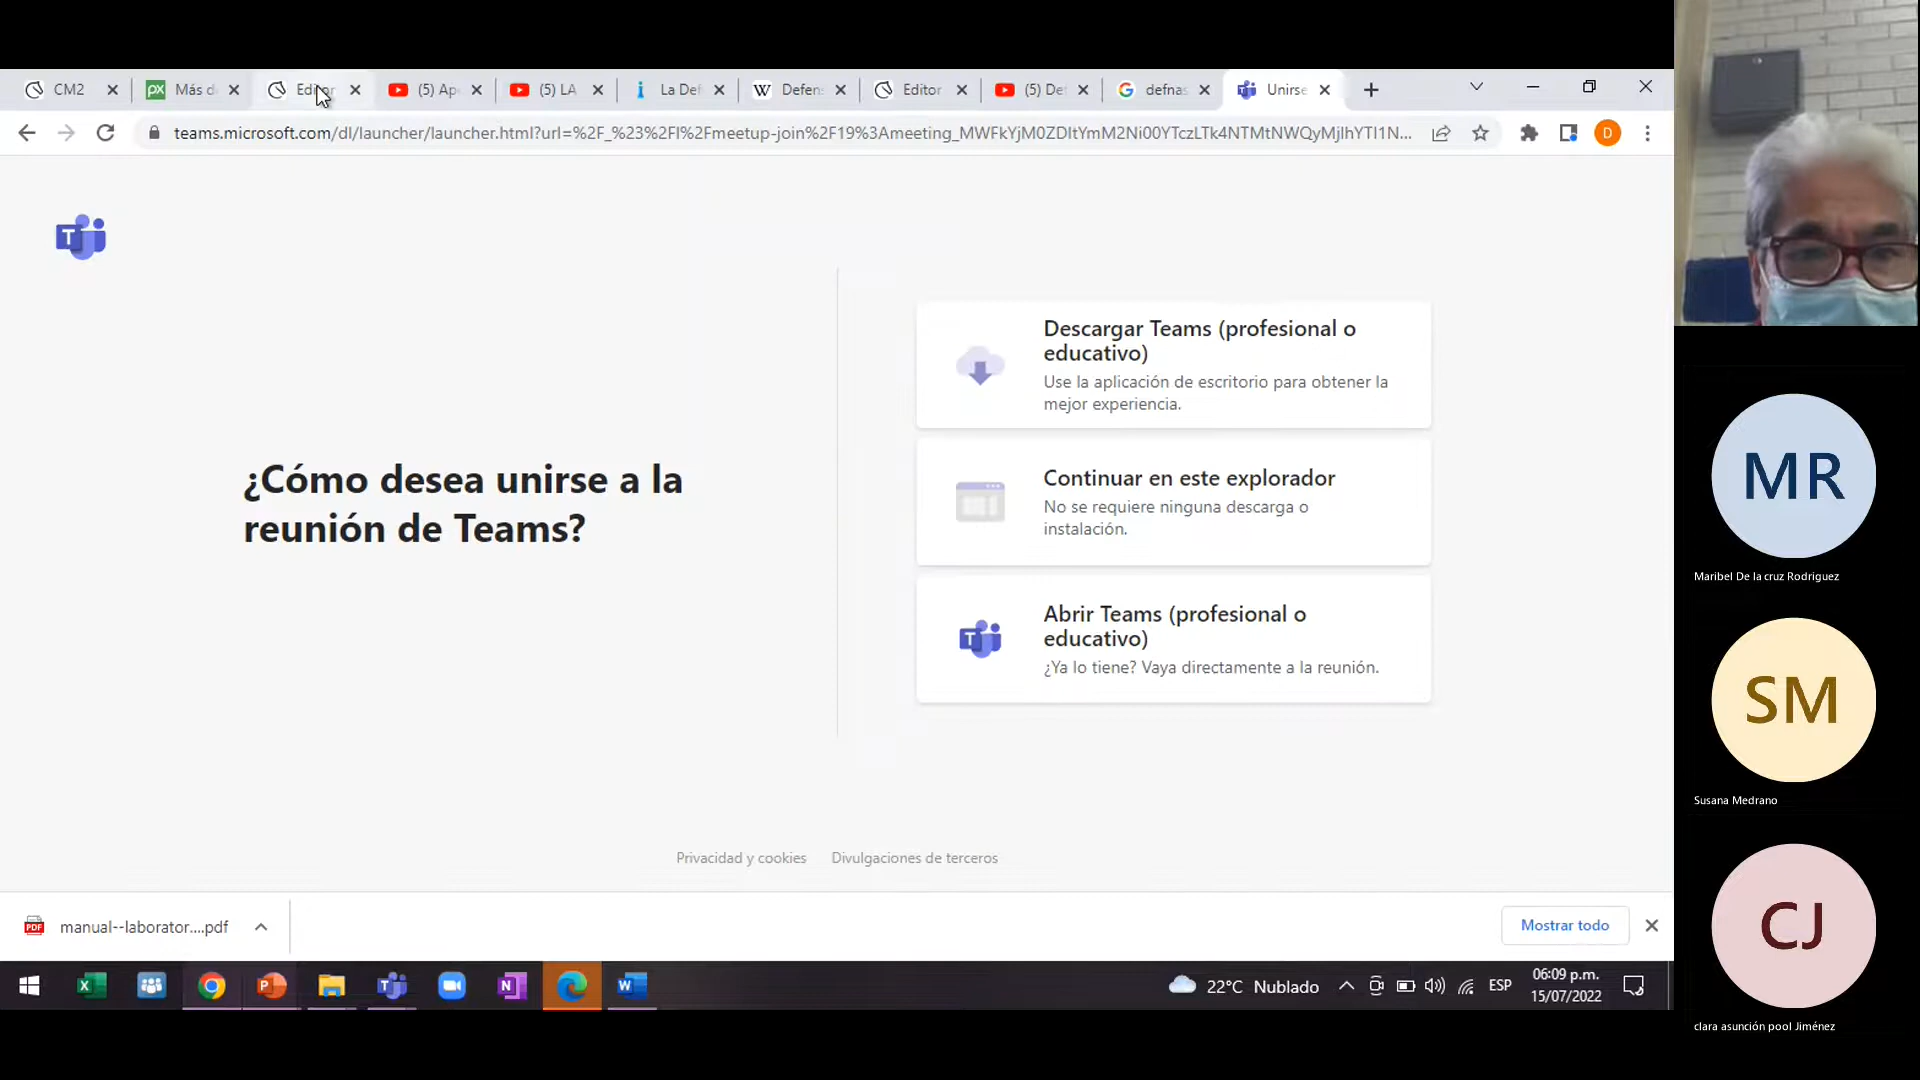 CM2
Más d
Editor
(5) Ap
(5) LA
La Def
Defen
Editor
(5) De
defnas
Unirse
teams.microsoft.com/dl/launcher/launcher.html?url=%2F_%23%2Fl%2Fmeetup-join%2F19%3Ameeting_MWFkYjM0ZDItYmM2Ni00YTczLTk4NTMtNWQyMjlhYTI1N...
D
T
¿Cómo desea unirse a la
reunión de Teams?
Descargar Teams (profesional o
educativo)
Use la aplicación de escritorio para obtener la
mejor experiencia.
Continuar en este explorador
No se requiere ninguna descarga o
instalación.
Abrir Teams (profesional o
educativo)
¿Ya lo tiene? Vaya directamente a la reunión.
Privacidad y cookies
Divulgaciones de terceros
manual--laborator....pdf
Mostrar todo
22°C Nublado
ESP
06:09 p.m.
15/07/2022
MR
Maribel De la cruz Rodriguez
SM
Susana Medrano
CJ
clara asunción pool Jiménez